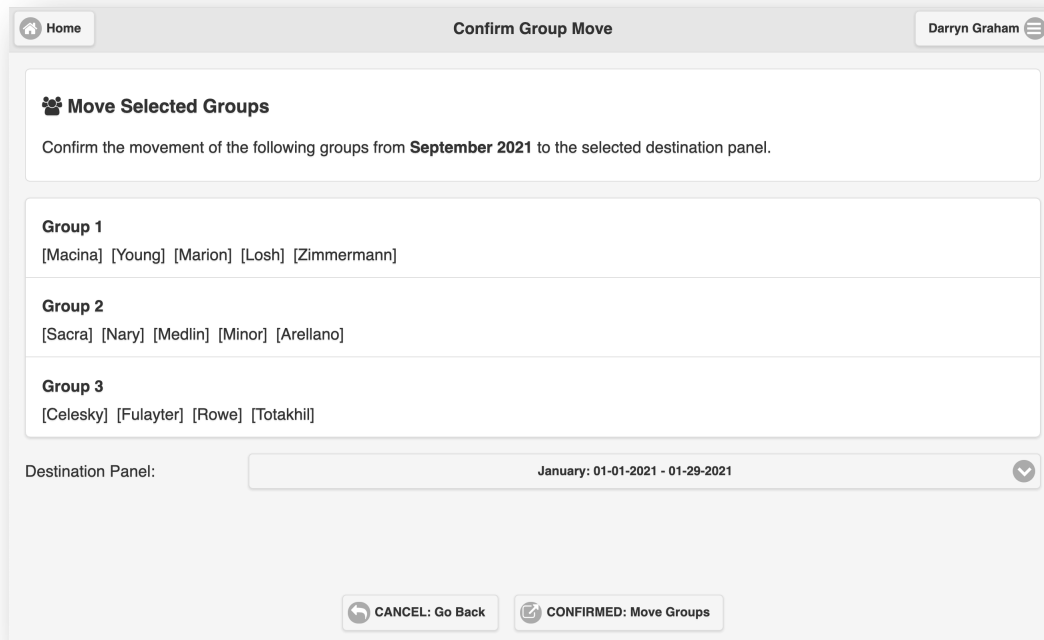 Home
Confirm Group Move
Darryn Graham
Move Selected Groups
Confirm the movement of the following groups from September 2021 to the selected destination panel.
Group 1
[Macina] [Young] [Marion] [Losh] [Zimmermann]
Group 2
[Sacra] [Nary] [Medlin] [Minor] [Arellano]
Group 3
[Celesky] [Fulayter] [Rowe] [Totakhil]
Destination Panel:
January: 01-01-2021 - 01-29-2021
CANCEL: Go Back
CONFIRMED: Move Groups